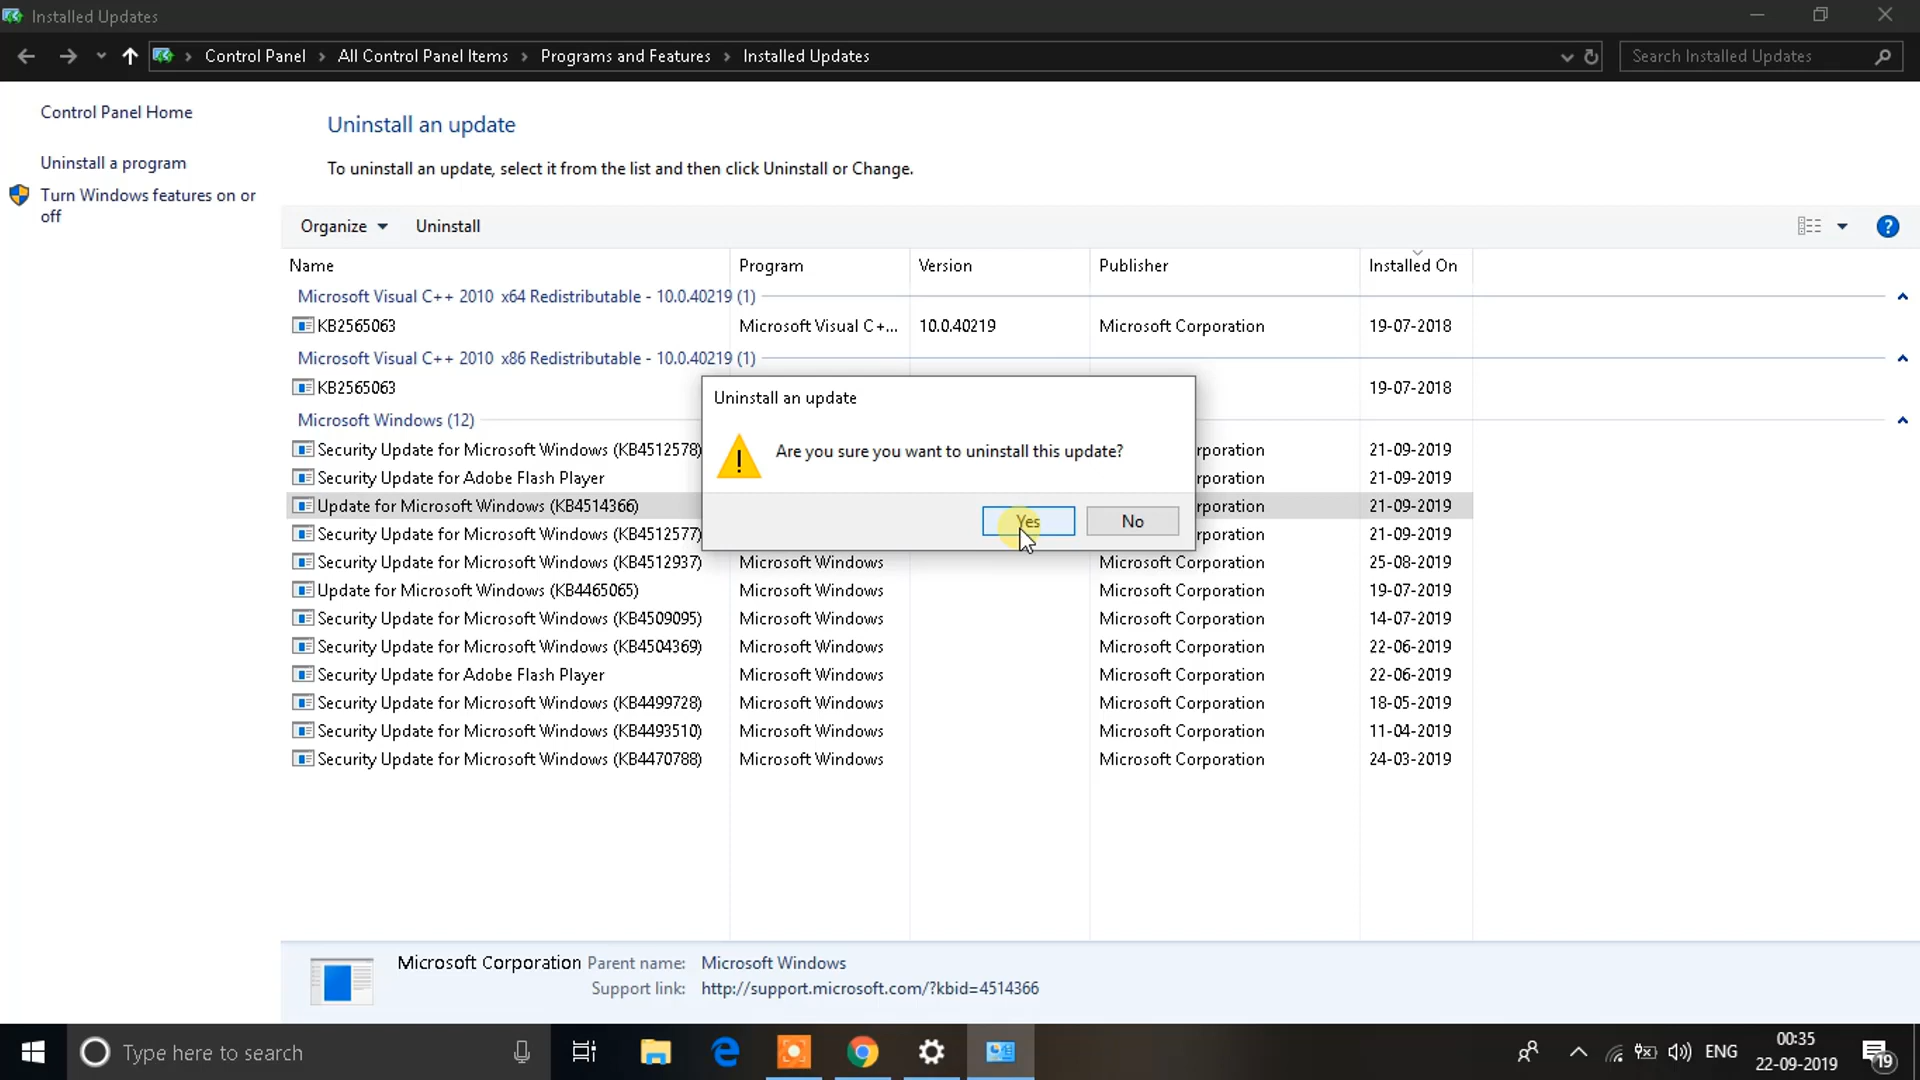 Installed Updates
Control Panel > All Control Panel Items > Programs and Features > Installed Updates
Search Installed Updates
Control Panel Home
Uninstall a program
Turn Windows features on or
off
Uninstall an update
To uninstall an update, select it from the list and then click Uninstall or Change.
Organize Uninstall
Name Program Version Publisher Installed On
Microsoft Visual C++ 2010 x64 Redistributable - 10.0.40219 (1)
KB2565063 Microsoft Visual C+... 10.0.40219 Microsoft Corporation 19-07-2018
Microsoft Visual C++ 2010 x86 Redistributable - 10.0.40219 (1)
KB2565063 19-07-2018
Microsoft Windows (12)
Security Update for Microsoft Windows (KB4512578) rporation 21-09-2019
Security Update for Adobe Flash Player rporation 21-09-2019
Update for Microsoft Windows (KB4514366) rporation 21-09-2019
Security Update for Microsoft Windows (KB4512577) rporation 21-09-2019
Security Update for Microsoft Windows (KB4512937) Microsoft Windows Microsoft Corporation 25-08-2019
Update for Microsoft Windows (KB4465065) Microsoft Windows Microsoft Corporation 19-07-2019
Security Update for Microsoft Windows (KB4509095) Microsoft Windows Microsoft Corporation 14-07-2019
Security Update for Microsoft Windows (KB4504369) Microsoft Windows Microsoft Corporation 22-06-2019
Security Update for Adobe Flash Player Microsoft Windows Microsoft Corporation 22-06-2019
Security Update for Microsoft Windows (KB4499728) Microsoft Windows Microsoft Corporation 18-05-2019
Security Update for Microsoft Windows (KB4493510) Microsoft Windows Microsoft Corporation 11-04-2019
Security Update for Microsoft Windows (KB4470788) Microsoft Windows Microsoft Corporation 24-03-2019
Uninstall an update
Are you sure you want to uninstall this update?
Yes No
Microsoft Corporation Parent name: Microsoft Windows
Support link: http://support.microsoft.com/?kbid=4514366
Type here to search
ENG
00:35
22-09-2019
19